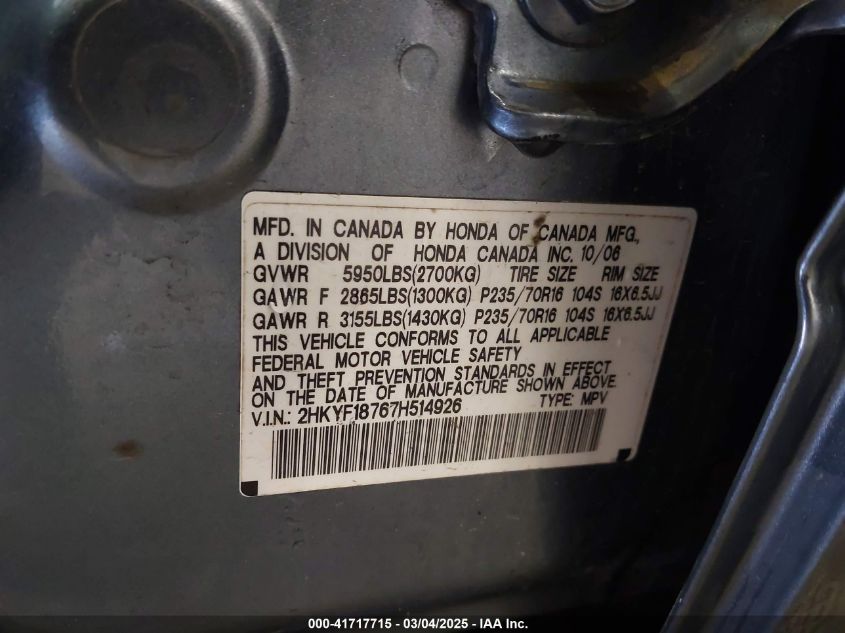 MFD. IN CANADA BY HONDA OF CANADA MFG.,
A DIVISION OF HONDA CANADA INC. 10/06
GVWR 5950LBS(2700KG) TIRE SIZE RIM SIZE
GAWR F 2865LBS(1300KG) P235/70R16 104S 16X6.5JJ
GAWR R 3155LBS(1430KG) P235/70R16 104S 16X6.5JJ
THIS VEHICLE CONFORMS TO ALL APPLICABLE
FEDERAL MOTOR VEHICLE SAFETY
AND THEFT PREVENTION STANDARDS IN EFFECT
ON THE DATE OF MANUFACTURE SHOWN ABOVE.
V.I.N.: 2HKYF18767H514926 TYPE: MPV
000-41717715 - 03/04/2025 - IAA Inc.